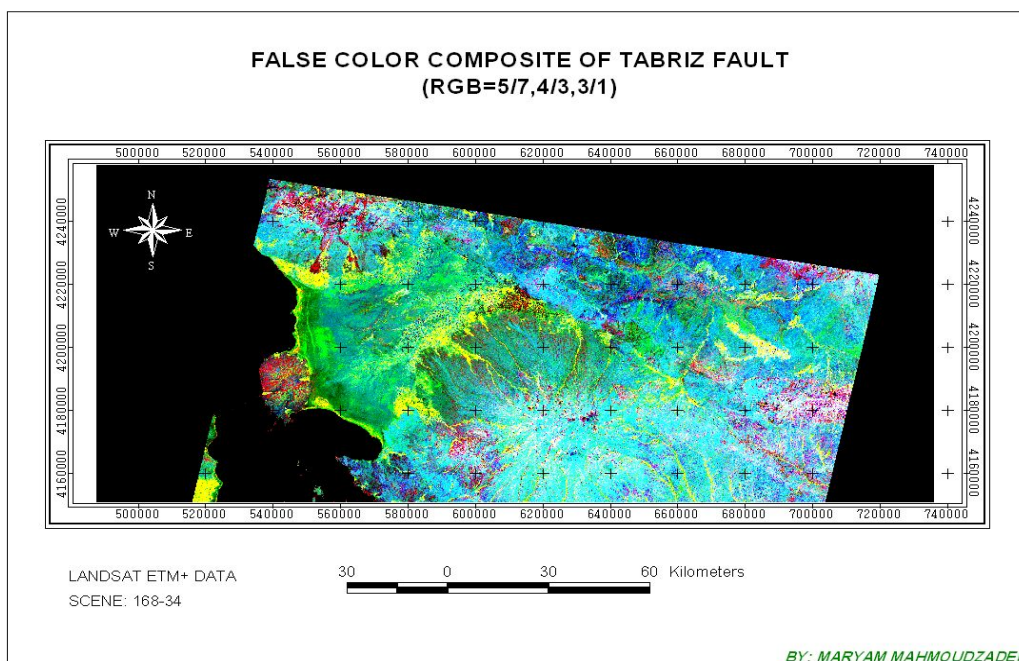 FALSE COLOR COMPOSITE OF TABRIZ FAULT
(RGB=5/7,4/3,3/1)
500000 520000 540000 560000 580000 600000 620000 640000 660000 680000 700000 720000 740000
N
W E
S
4240000 4240000
4220000 4220000
4200000 4200000
4180000 4180000
4160000 4160000
500000 520000 540000 560000 580000 600000 620000 640000 660000 680000 700000 720000 740000
30 0 30 60 Kilometers
LANDSAT ETM+ DATA
SCENE: 168-34
BY: MARYAM MAHMOUDZADEH